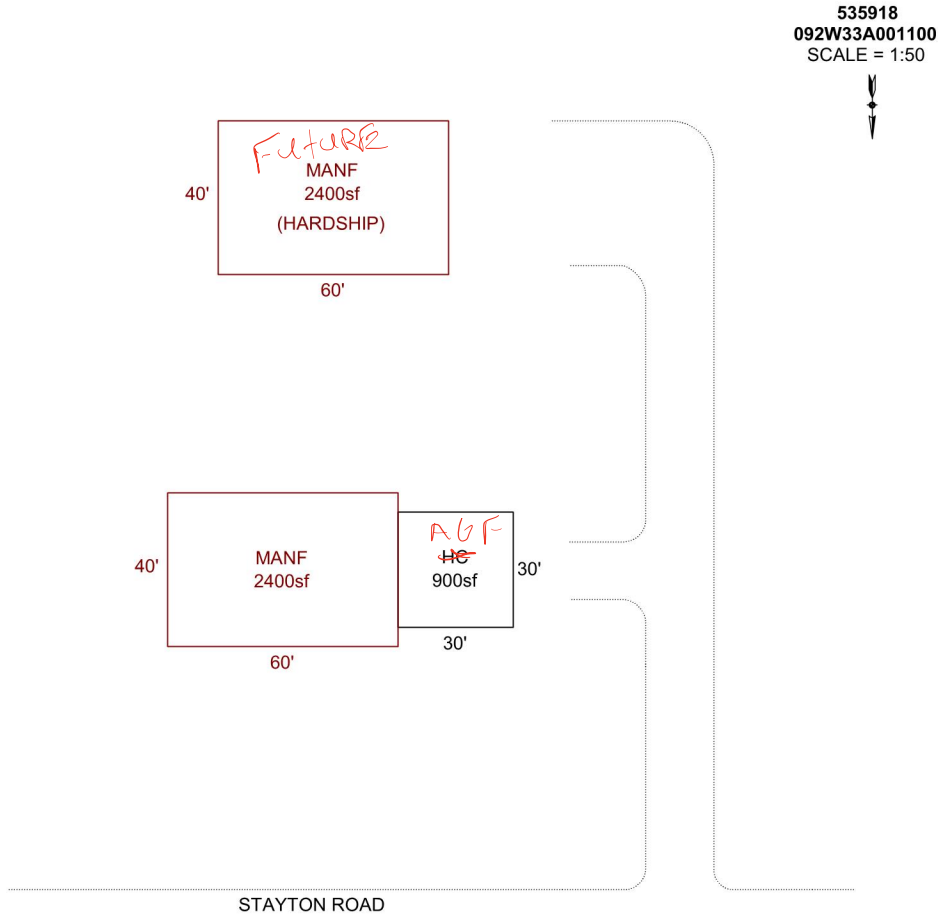 535918
092W33A001100
SCALE = 1:50
FUtURE
MANF
40'
2400sf
(HARDSHIP)
60'
AGF
HC
MANF
40'
30'
2400sf
900sf
30'
60'
STAYTON ROAD